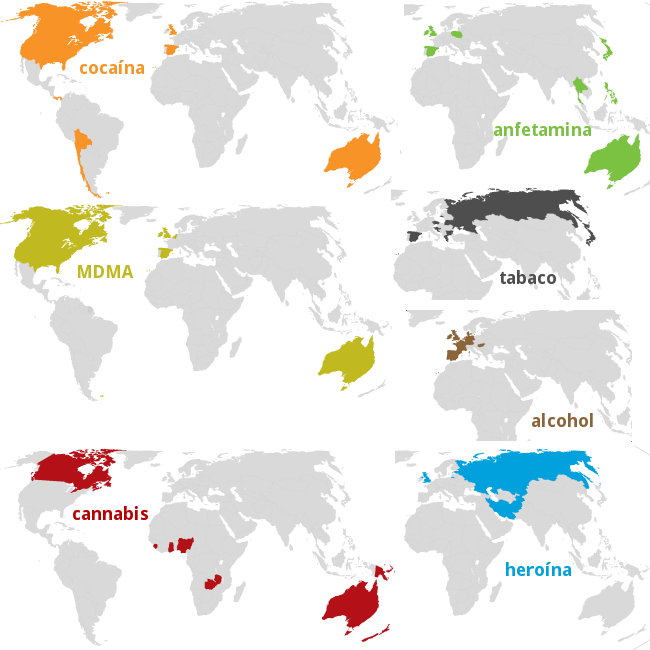 cocaína
anfetamina
MDMA
tabaco
alcohol
cannabis
heroína